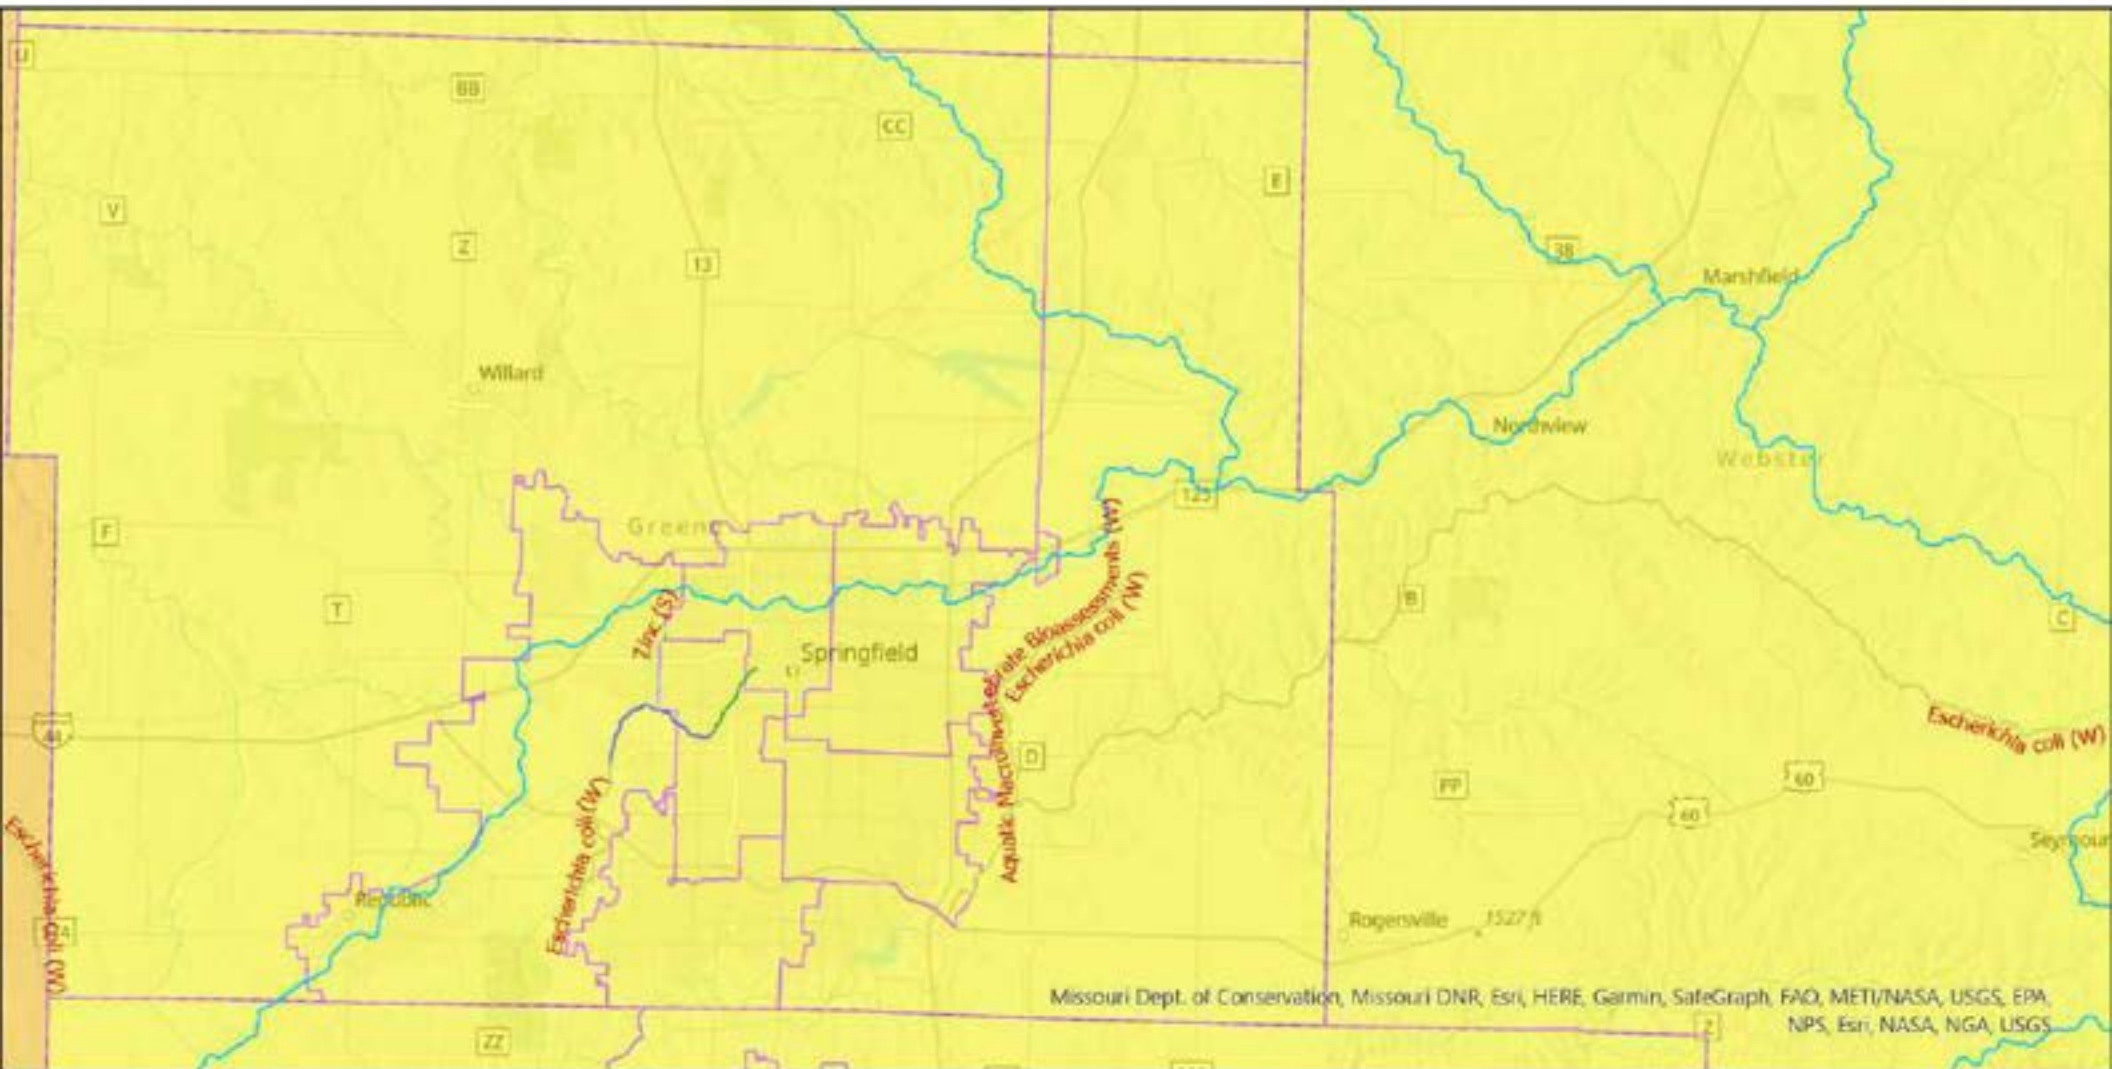 U
BB
CC
E
V
Z
13
38
Marshfield
Willard
Northview
Webster
125
Greene
F
T
Zinc (S)
B
C
Springfield
Aquatic Macroinvertebrate Bioassessments (W)
Escherichia coli (W)
Escherichia coli (W)
44
D
PP
60
60
Escherichia coli (W)
Seymour
Escherichia coli (W)
Republic
Rogersville
1527 ft
Missouri Dept. of Conservation, Missouri DNR, Esri, HERE, Garmin, SafeGraph, FAO, METI/NASA, USGS, EPA,
NPS, Esri, NASA, NGA, USGS
ZZ
Z